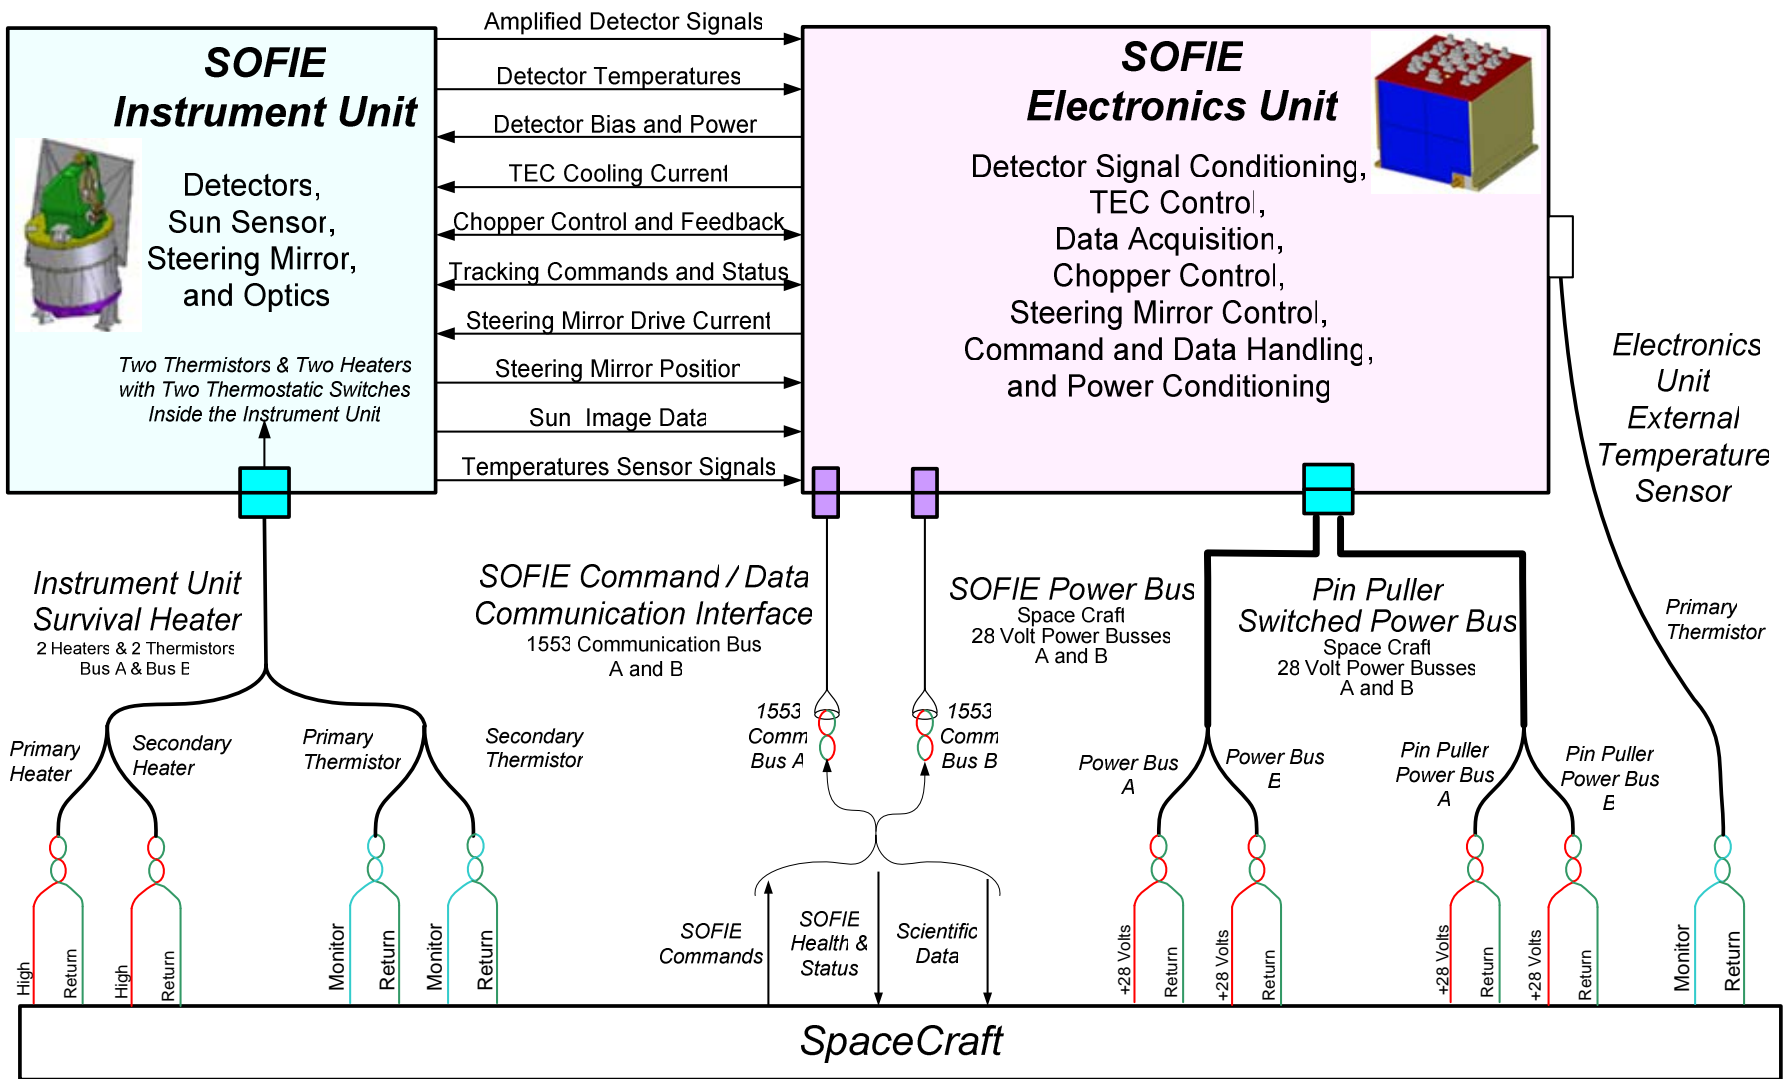 SOFIE
Instrument Unit
Detectors,
Sun Sensor,
Steering Mirror,
and Optics
Two Thermistors & Two Heaters
with Two Thermostatic Switches
Inside the Instrument Unit
Amplified Detector Signals
Detector Temperatures
Detector Bias and Power
TEC Cooling Current
Chopper Control and Feedback
Tracking Commands and Status
Steering Mirror Drive Current
Steering Mirror Position
Sun Image Data
Temperatures Sensor Signals
SOFIE
Electronics Unit
Detector Signal Conditioning,
TEC Control,
Data Acquisition,
Chopper Control,
Steering Mirror Control,
Command and Data Handling,
and Power Conditioning
Electronics
Unit
External
Temperature
Sensor
Instrument Unit
Survival Heater
2 Heaters & 2 Thermistors
Bus A & Bus B
SOFIE Command / Data
Communication Interface
1553 Communication Bus
A and B
SOFIE Power Bus
Space Craft
28 Volt Power Busses
A and B
Pin Puller
Switched Power Bus
Space Craft
28 Volt Power Busses
A and B
Primary
Thermistor
Primary
Heater
Secondary
Heater
Primary
Thermistor
Secondary
Thermistor
1553
Comm
Bus A
1553
Comm
Bus B
Power Bus
A
Power Bus
B
Pin Puller
Power Bus
A
Pin Puller
Power Bus
B
High
Return
High
Return
Monitor
Return
Monitor
Return
SOFIE
Commands
SOFIE
Health &
Status
Scientific
Data
+28 Volts
Return
+28 Volts
Return
+28 Volts
Return
+28 Volts
Return
Monitor
Return
SpaceCraft